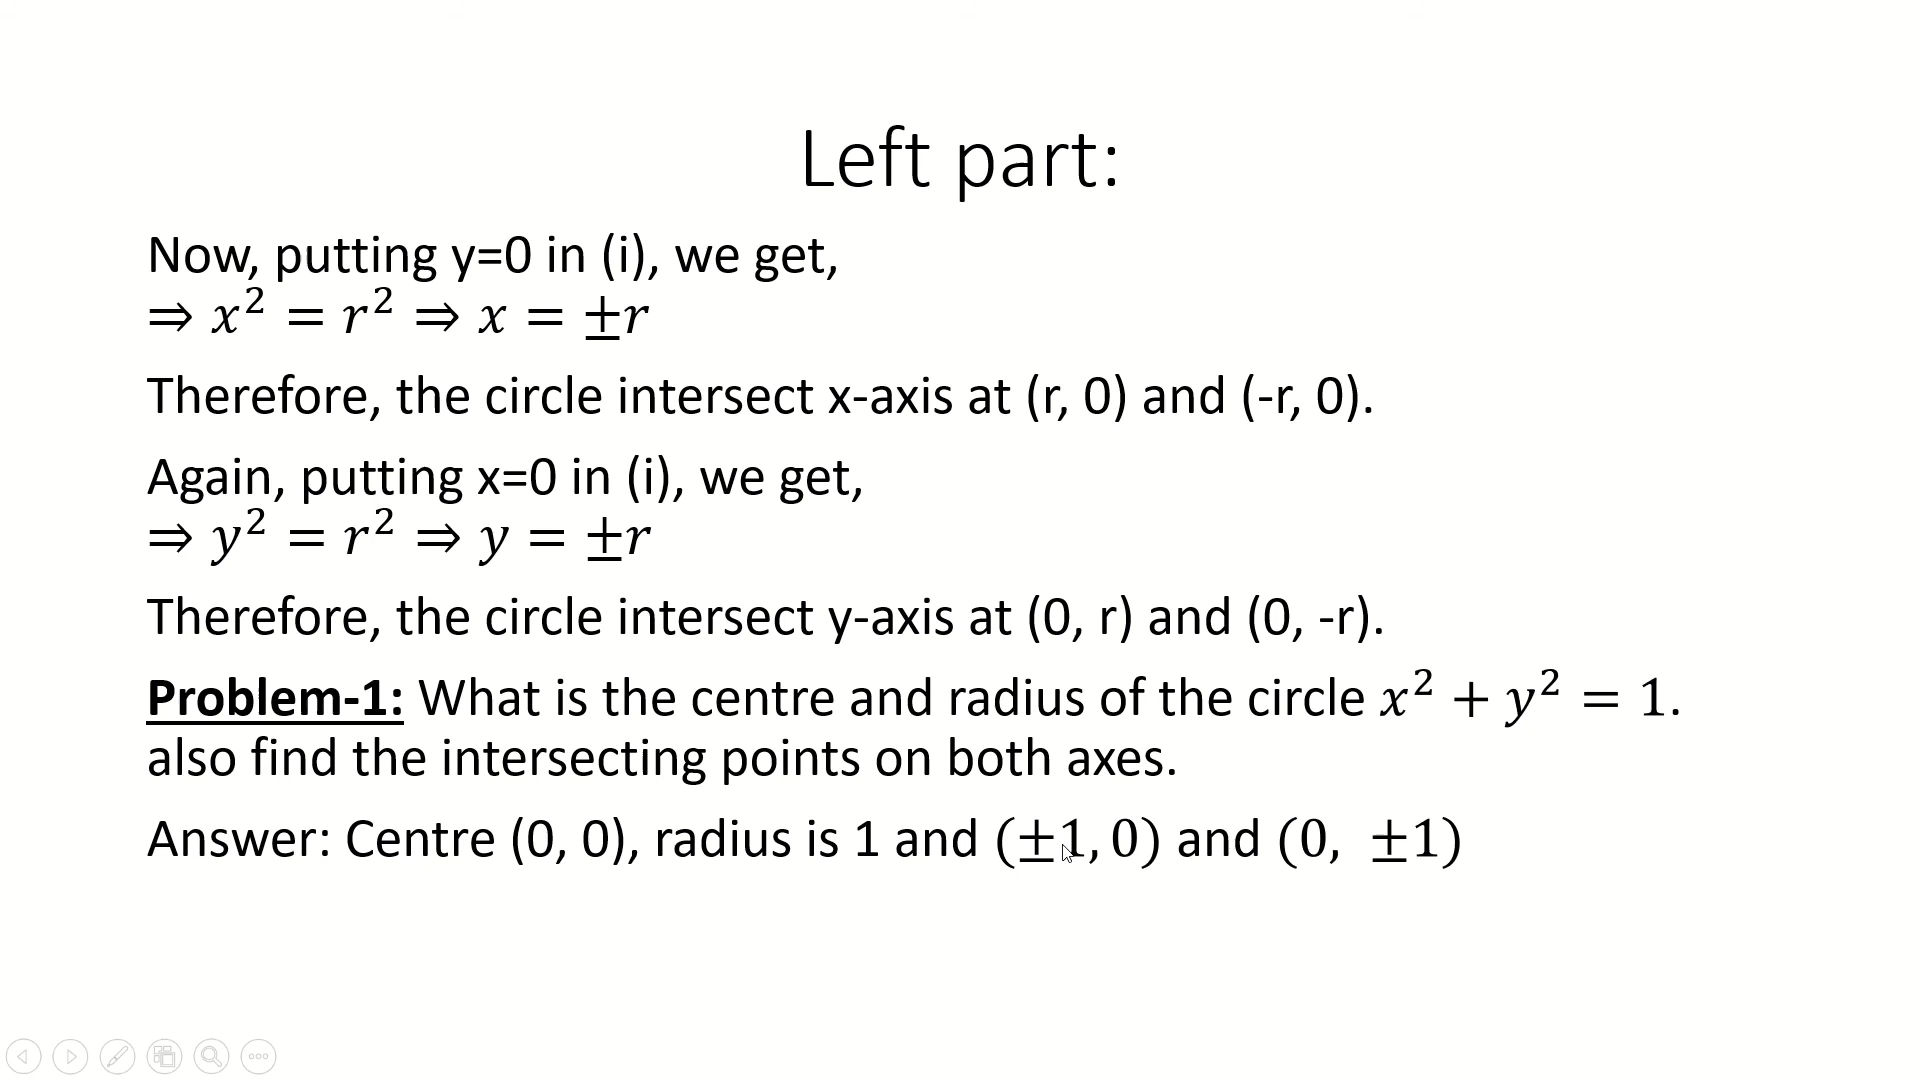 Left part:
Now, putting y=0 in (i), we get,
⇒ x² = r² ⇒ x = ±r
Therefore, the circle intersect x-axis at (r, 0) and (-r, 0).
Again, putting x=0 in (i), we get,
⇒ y² = r² ⇒ y = ±r
Therefore, the circle intersect y-axis at (0, r) and (0, -r).
Problem-1: What is the centre and radius of the circle x² + y² = 1.
also find the intersecting points on both axes.
Answer: Centre (0, 0), radius is 1 and (±1, 0) and (0, ±1)